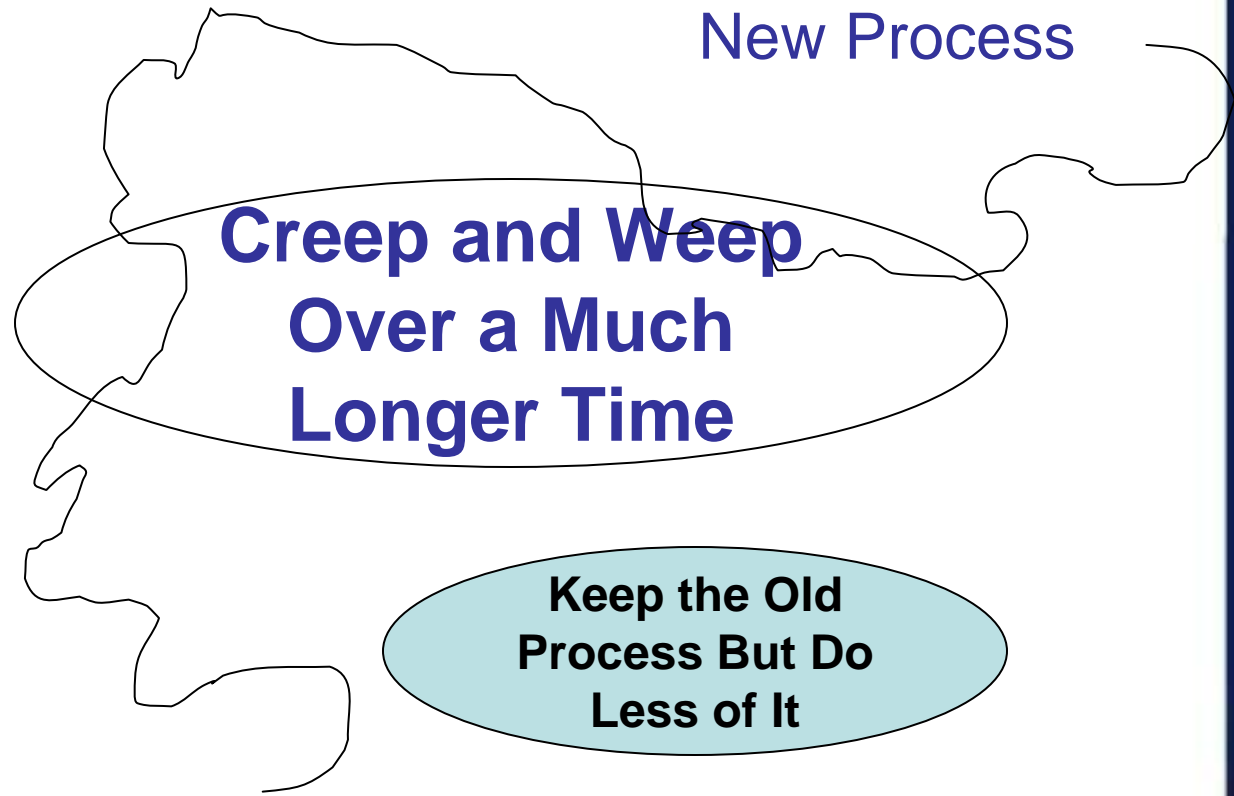 New Process
Creep and Weep
Over a Much
Longer Time
Keep the Old
Process But Do
Less of It